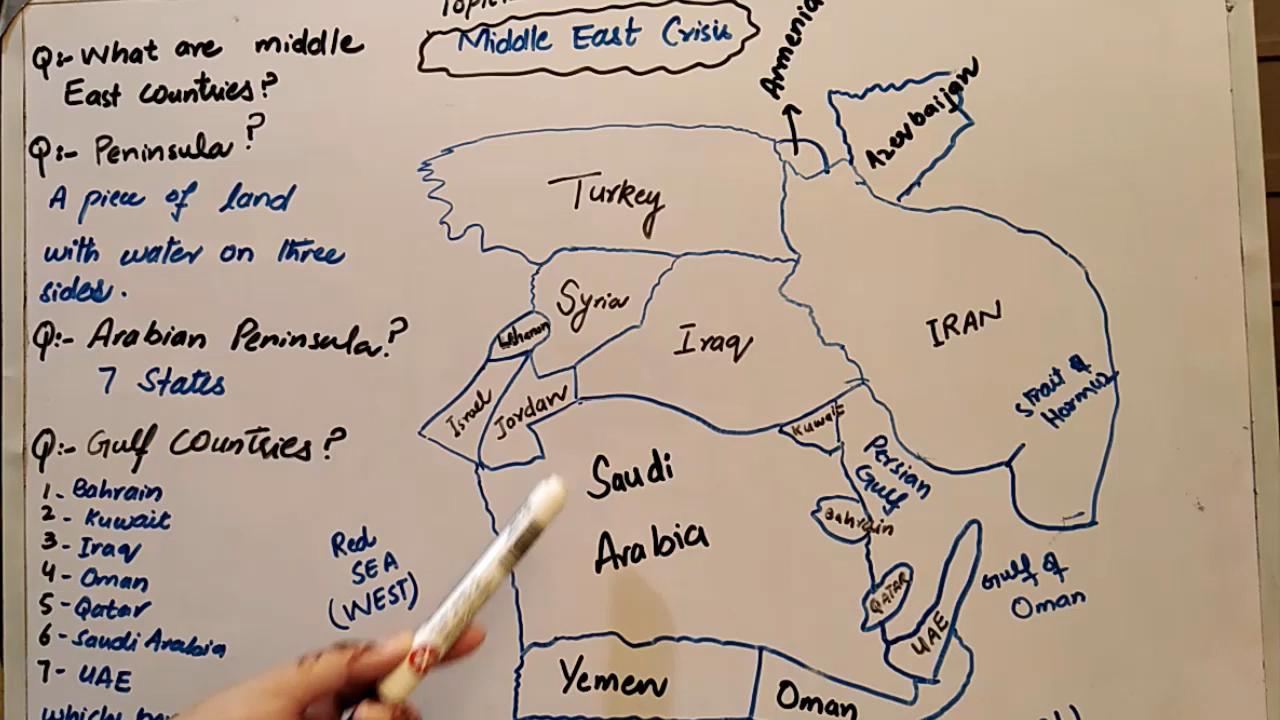 Topic
Middle East Crisis
Q:- What are middle
East countries?
Q:- Peninsula?
A piece of land
with water on three
sides.
Q:- Arabian Peninsula?
7 States
Q:- Gulf countries?
1- Bahrain
2- Kuwait
3- Iraq
4- Oman
5- Qatar
6- Saudi Arabia
7- UAE
which
Armenia
Azerbaijan
Turkey
Syria
Lebanon
Iraq
IRAN
Israel
Jordan
Strait of
Hormuz
Kuwait
Persian
Gulf
Saudi
Arabia
Bahrain
Red
SEA
(WEST)
QATAR
UAE
Gulf of
Oman
Yemen
Oman